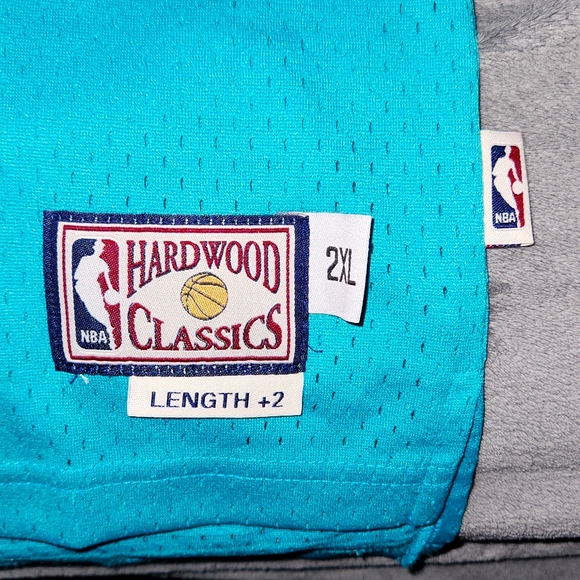 HARDWOOD
CLASSICS
NBA
2XL
LENGTH +2
NBA